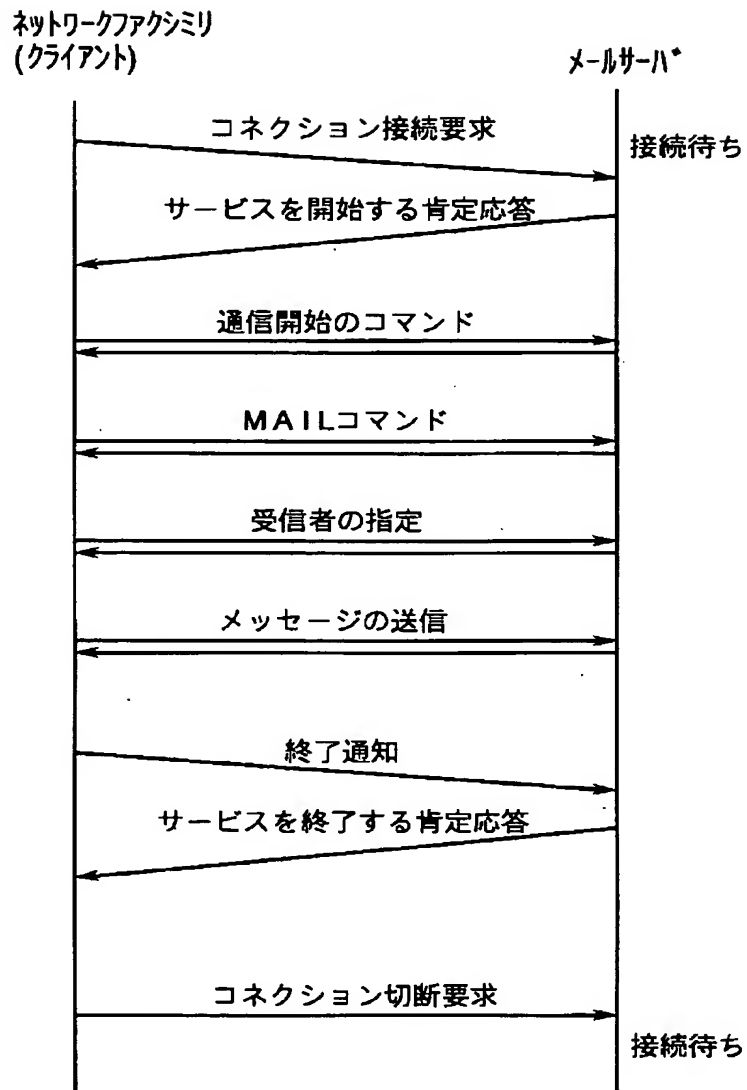 ネットワークファクシミリ
(クライアント)
メールサーバ
コネクション接続要求
接続待ち
サービスを開始する肯定応答
通信開始のコマンド
MAILコマンド
受信者の指定
メッセージの送信
終了通知
サービスを終了する肯定応答
コネクション切断要求
接続待ち